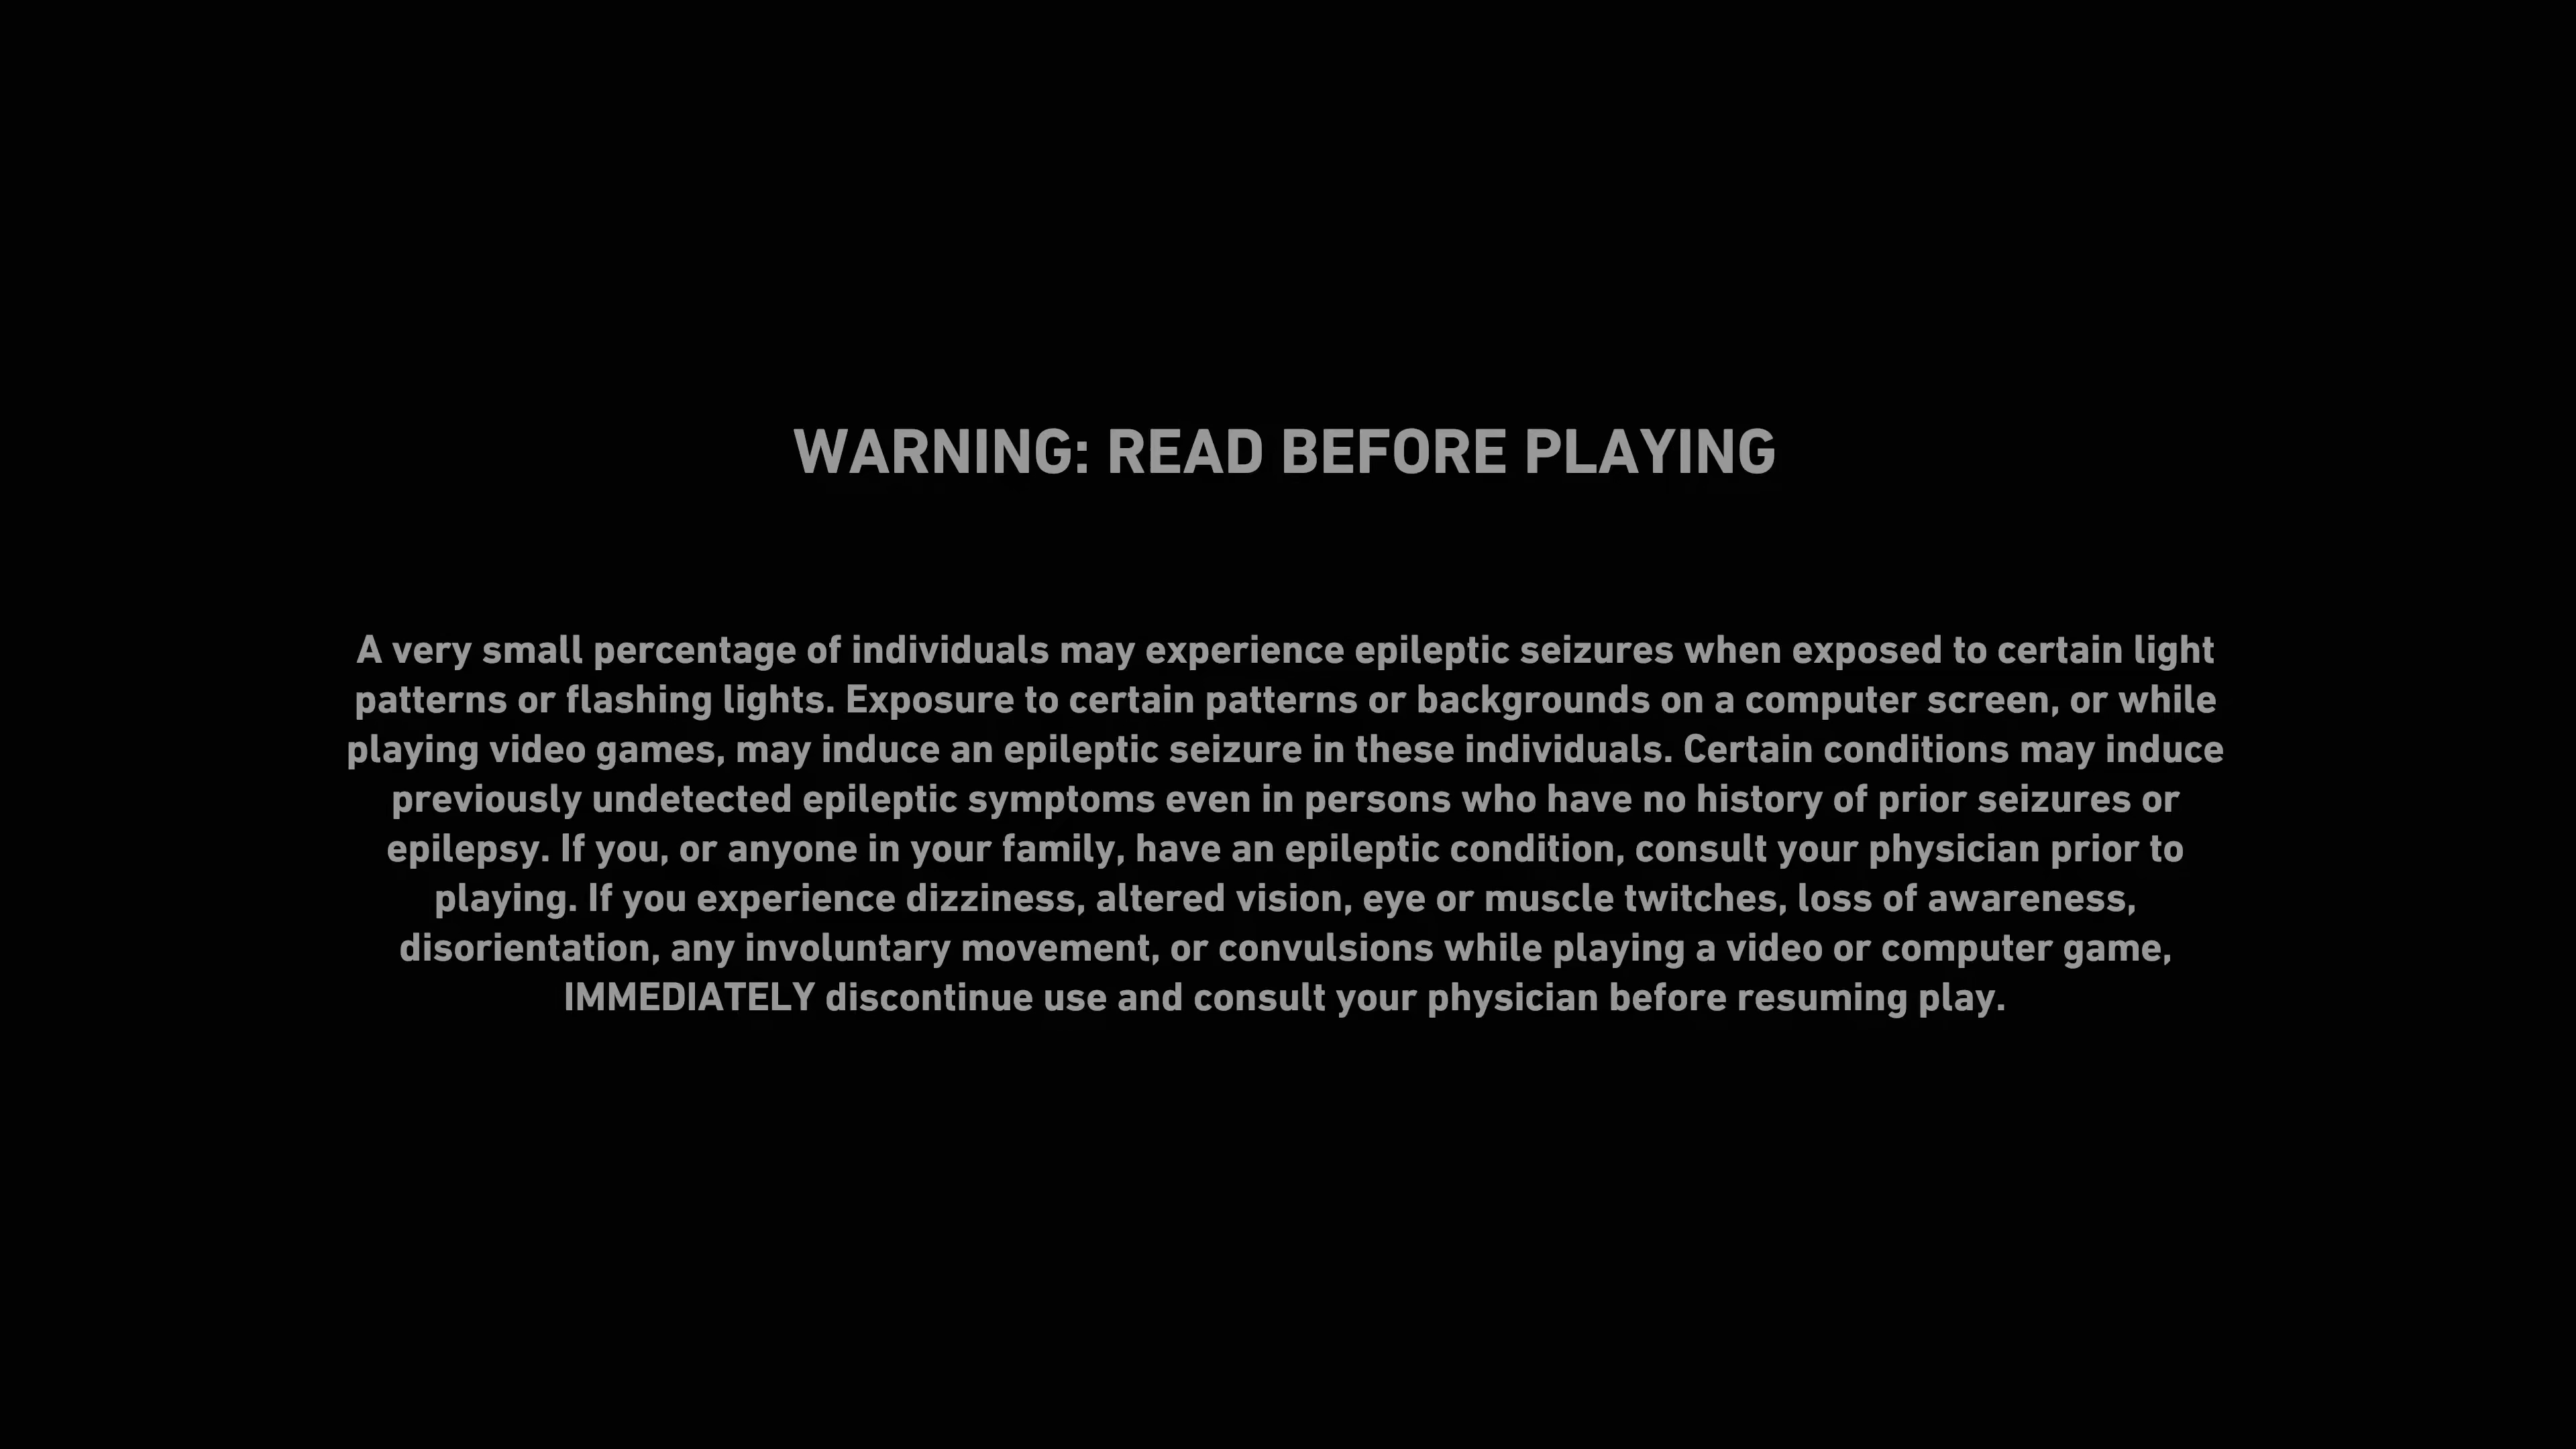 WARNING: READ BEFORE PLAYING
A very small percentage of individuals may experience epileptic seizures when exposed to certain light
patterns or flashing lights. Exposure to certain patterns or backgrounds on a computer screen, or while
playing video games, may induce an epileptic seizure in these individuals. Certain conditions may induce
previously undetected epileptic symptoms even in persons who have no history of prior seizures or
epilepsy. If you, or anyone in your family, have an epileptic condition, consult your physician prior to
playing. If you experience dizziness, altered vision, eye or muscle twitches, loss of awareness,
disorientation, any involuntary movement, or convulsions while playing a video or computer game,
IMMEDIATELY discontinue use and consult your physician before resuming play.